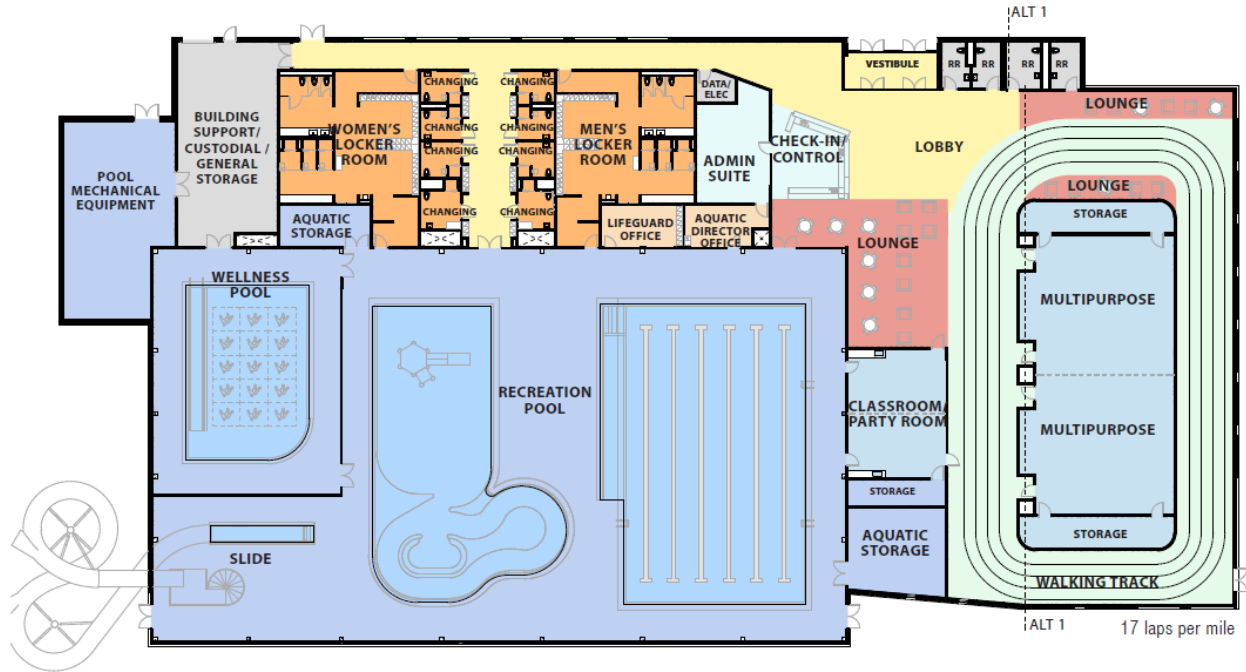 ALT 1
VESTIBULE
RR
RR
RR
RR
LOUNGE
CHANGING
CHANGING
DATA/
ELEC
BUILDING
SUPPORT/
CUSTODIAL /
GENERAL
STORAGE
WOMEN'S
LOCKER
ROOM
CHANGING
CHANGING
MEN'S
LOCKER
ROOM
CHECK-IN/
CONTROL
LOBBY
POOL
MECHANICAL
EQUIPMENT
CHANGING
CHANGING
ADMIN
SUITE
LOUNGE
CHANGING
CHANGING
STORAGE
AQUATIC
STORAGE
LIFEGUARD
OFFICE
AQUATIC
DIRECTOR
OFFICE
LOUNGE
WELLNESS
POOL
MULTIPURPOSE
RECREATION
POOL
CLASSROOM/
PARTY ROOM
MULTIPURPOSE
STORAGE
SLIDE
AQUATIC
STORAGE
STORAGE
WALKING TRACK
ALT 1
17 laps per mile